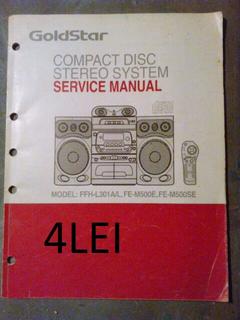 GoldStar
COMPACT DISC
STEREO SYSTEM
SERVICE MANUAL
MODEL: FFH-L301A/L, FE-M500E, FE-M500SE
4LEI